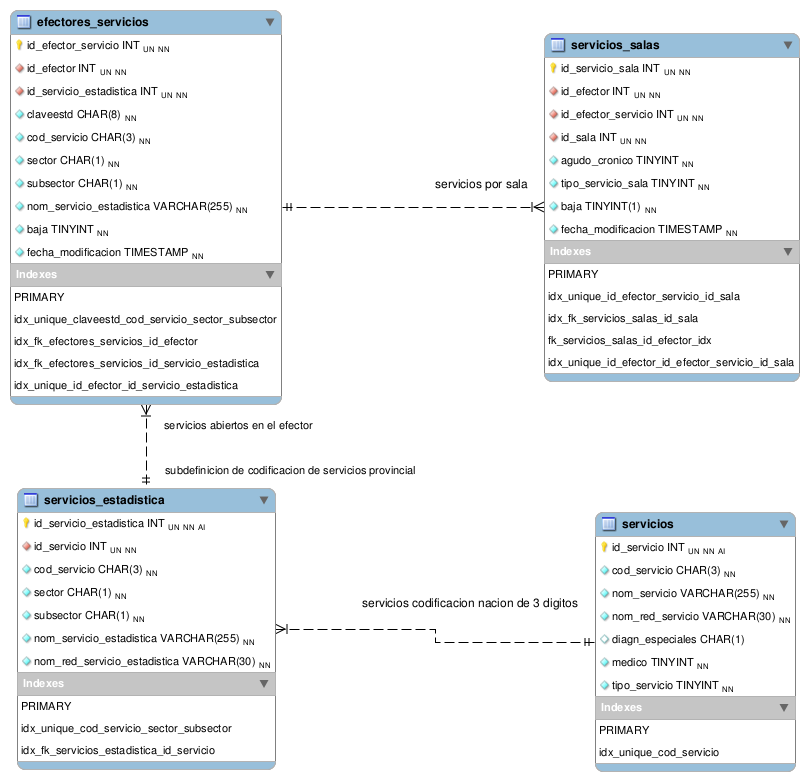 efectores_servicios
id_efector_servicio INT UN NN
id_efector INT UN NN
id_servicio_estadistica INT UN NN
claveestd CHAR(8) NN
cod_servicio CHAR(3) NN
sector CHAR(1) NN
subsector CHAR(1) NN
nom_servicio_estadistica VARCHAR(255) NN
baja TINYINT NN
fecha_modificacion TIMESTAMP NN
Indexes
PRIMARY
idx_unique_claveestd_cod_servicio_sector_subsector
idx_fk_efectores_servicios_id_efector
idx_fk_efectores_servicios_id_servicio_estadistica
idx_unique_id_efector_id_servicio_estadistica
servicios por sala
servicios_salas
id_servicio_sala INT UN NN
id_efector INT UN NN
id_efector_servicio INT UN NN
id_sala INT UN NN
agudo_cronico TINYINT NN
tipo_servicio_sala TINYINT NN
baja TINYINT(1) NN
fecha_modificacion TIMESTAMP NN
Indexes
PRIMARY
idx_unique_id_efector_servicio_id_sala
idx_fk_servicios_salas_id_sala
fk_servicios_salas_id_efector_idx
idx_unique_id_efector_id_efector_servicio_id_sala
servicios abiertos en el efector
subdefinicion de codificacion de servicios provincial
servicios_estadistica
id_servicio_estadistica INT UN NN AI
id_servicio INT UN NN
cod_servicio CHAR(3) NN
sector CHAR(1) NN
subsector CHAR(1) NN
nom_servicio_estadistica VARCHAR(255) NN
nom_red_servicio_estadistica VARCHAR(30) NN
Indexes
PRIMARY
idx_unique_cod_servicio_sector_subsector
idx_fk_servicios_estadistica_id_servicio
servicios codificacion nacion de 3 digitos
servicios
id_servicio INT UN NN AI
cod_servicio CHAR(3) NN
nom_servicio VARCHAR(255) NN
nom_red_servicio VARCHAR(30) NN
diagn_especiales CHAR(1)
medico TINYINT NN
tipo_servicio TINYINT NN
Indexes
PRIMARY
idx_unique_cod_servicio